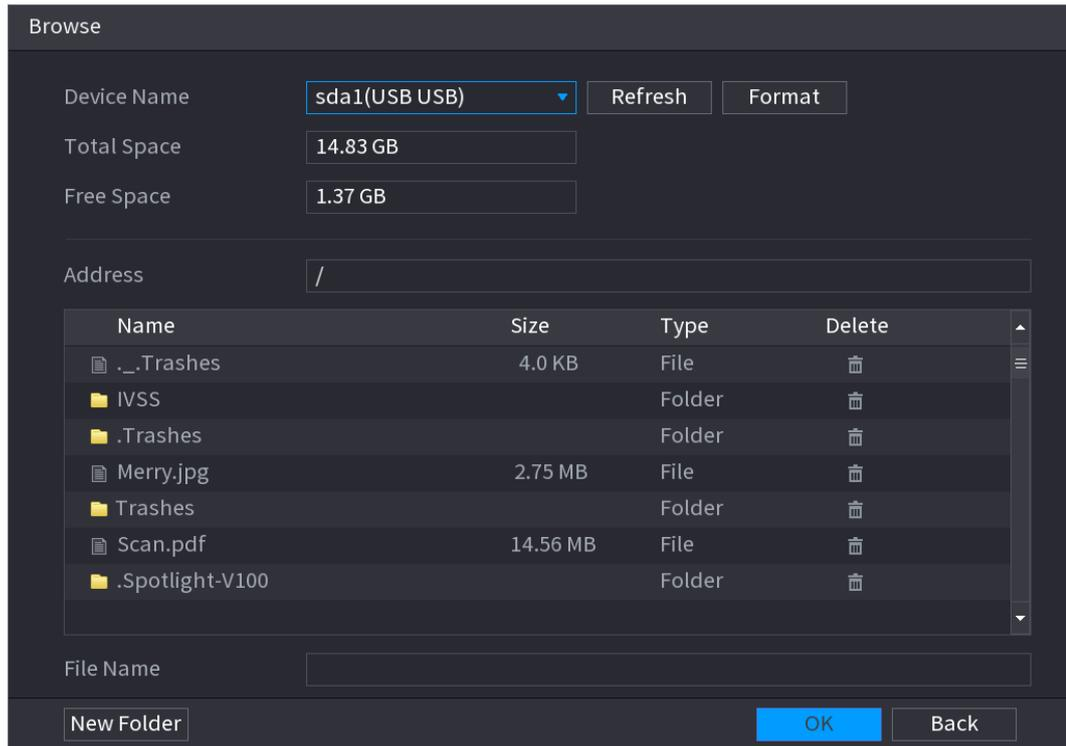 Browse
Device Name sda1(USB USB) Refresh Format
Total Space 14.83 GB
Free Space 1.37 GB
Address /
Name Size Type Delete
._.Trashes 4.0 KB File
IVSS Folder
.Trashes Folder
Merry.jpg 2.75 MB File
Trashes Folder
Scan.pdf 14.56 MB File
.Spotlight-V100 Folder
File Name
New Folder OK Back